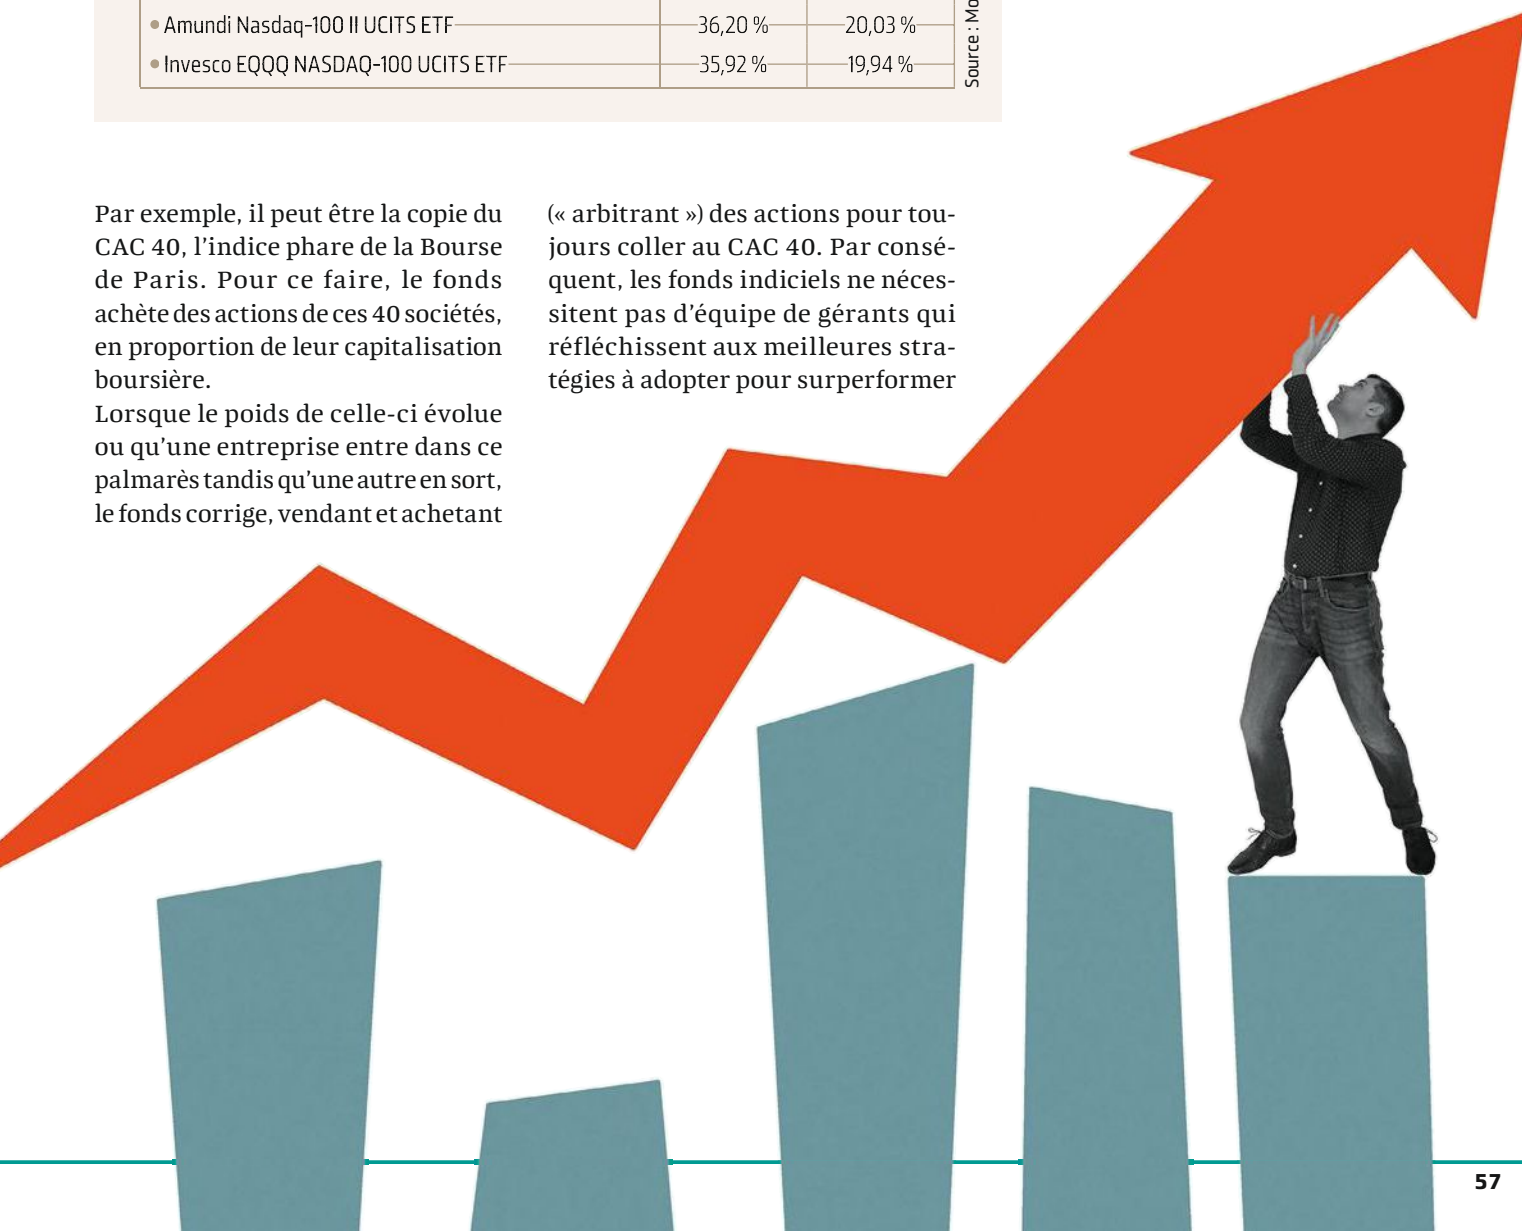 • Amundi Nasdaq-100 II UCITS ETF 36,20 % 20,03 %
• Invesco EQQQ NASDAQ-100 UCITS ETF 35,92 % 19,94 %
Source :
Par exemple, il peut être la copie du
CAC 40, l’indice phare de la Bourse
de Paris. Pour ce faire, le fonds
achète des actions de ces 40 sociétés,
en proportion de leur capitalisation
boursière.
Lorsque le poids de celle-ci évolue
ou qu’une entreprise entre dans ce
palmarès tandis qu’une autre en sort,
le fonds corrige, vendant et achetant
(« arbitrant ») des actions pour tou-
jours coller au CAC 40. Par consé-
quent, les fonds indiciels ne néces-
sitent pas d’équipe de gérants qui
réfléchissent aux meilleures stra-
tégies à adopter pour surperformer
57